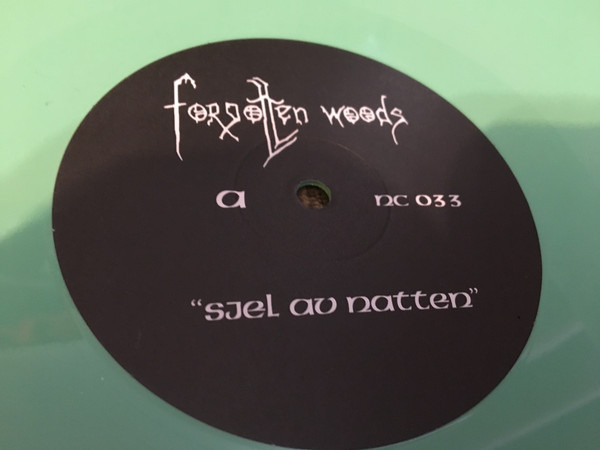 forgotten woods
a nc 033
“sjel av natten”